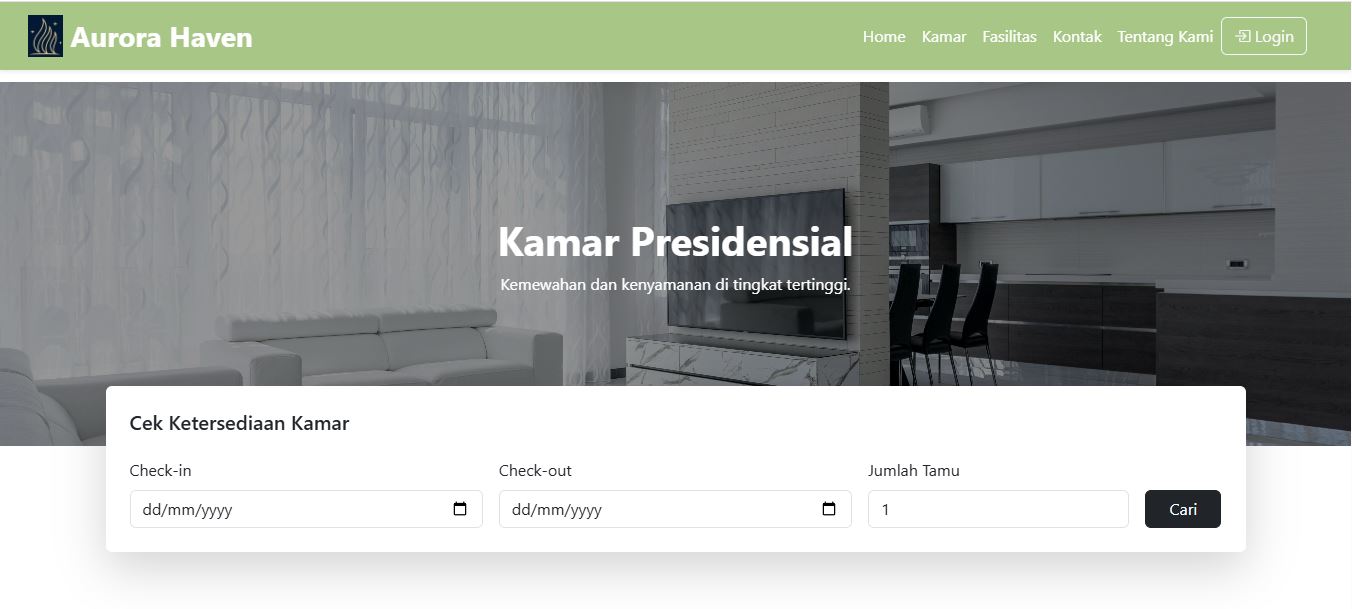 Aurora Haven
Home Kamar Fasilitas Kontak Tentang Kami Login
Kamar Presidensial
Kemewahan dan kenyamanan di tingkat tertinggi.
Cek Ketersediaan Kamar
Check-in Check-out Jumlah Tamu
dd/mm/yyyy dd/mm/yyyy 1 Cari